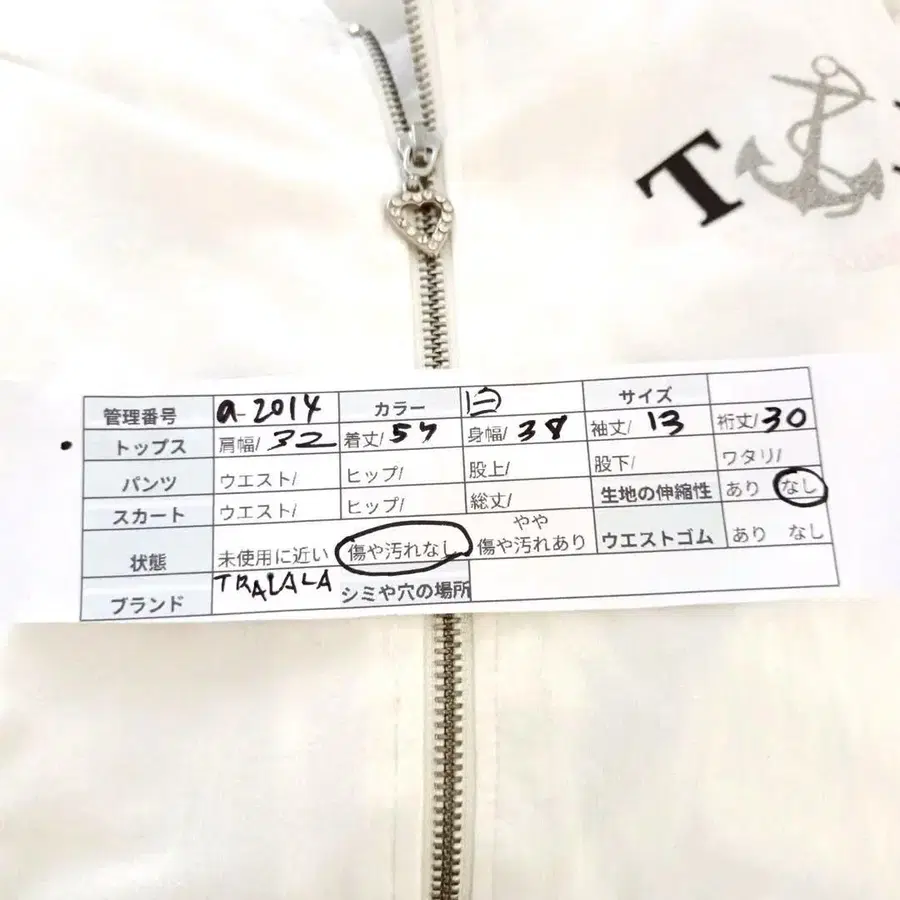 T
管理番号 a-2014 カラー 白 サイズ
・トップス 肩幅/ 32 着丈/ 57 身幅/ 38 袖丈/ 13 裄丈/ 30
パンツ ウエスト/ ヒップ/ 股上/ 股下/ ワタリ/
スカート ウエスト/ ヒップ/ 総丈/ 生地の伸縮性 あり なし
状態 未使用に近い 傷や汚れなし やや傷や汚れあり ウエストゴム あり なし
ブランド TRALALA シミや穴の場所